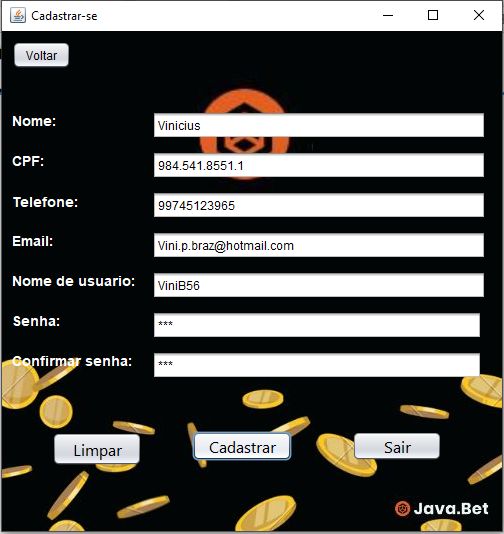 Cadastrar-se
Voltar
Nome: Vinicius
CPF: 984.541.8551.1
Telefone: 99745123965
Email: Vini.p.braz@hotmail.com
Nome de usuario: ViniB56
Senha: ***
Confirmar senha: ***
Limpar Cadastrar Sair
Java.Bet